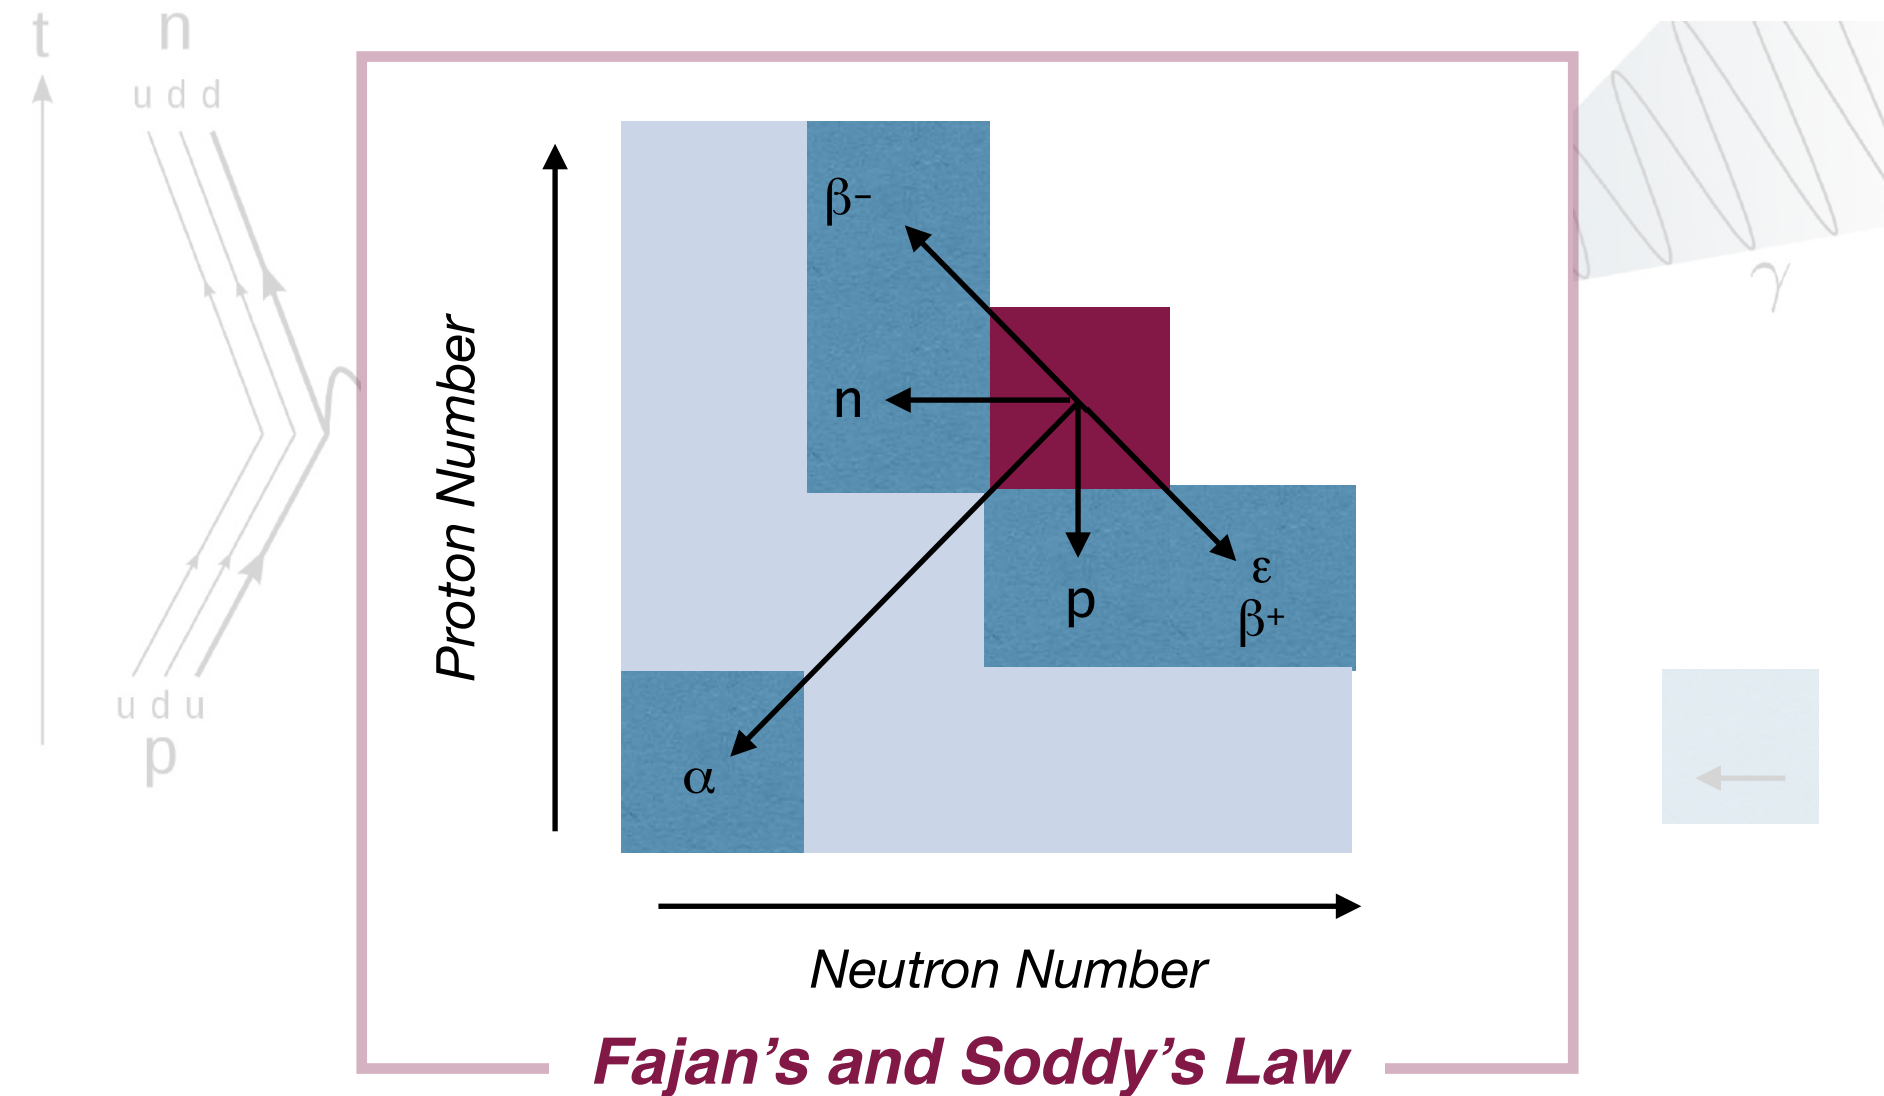 t
n
u d d
u d u
p
γ
Proton Number
β−
n
p
ε
β+
α
Neutron Number
Fajan’s and Soddy’s Law